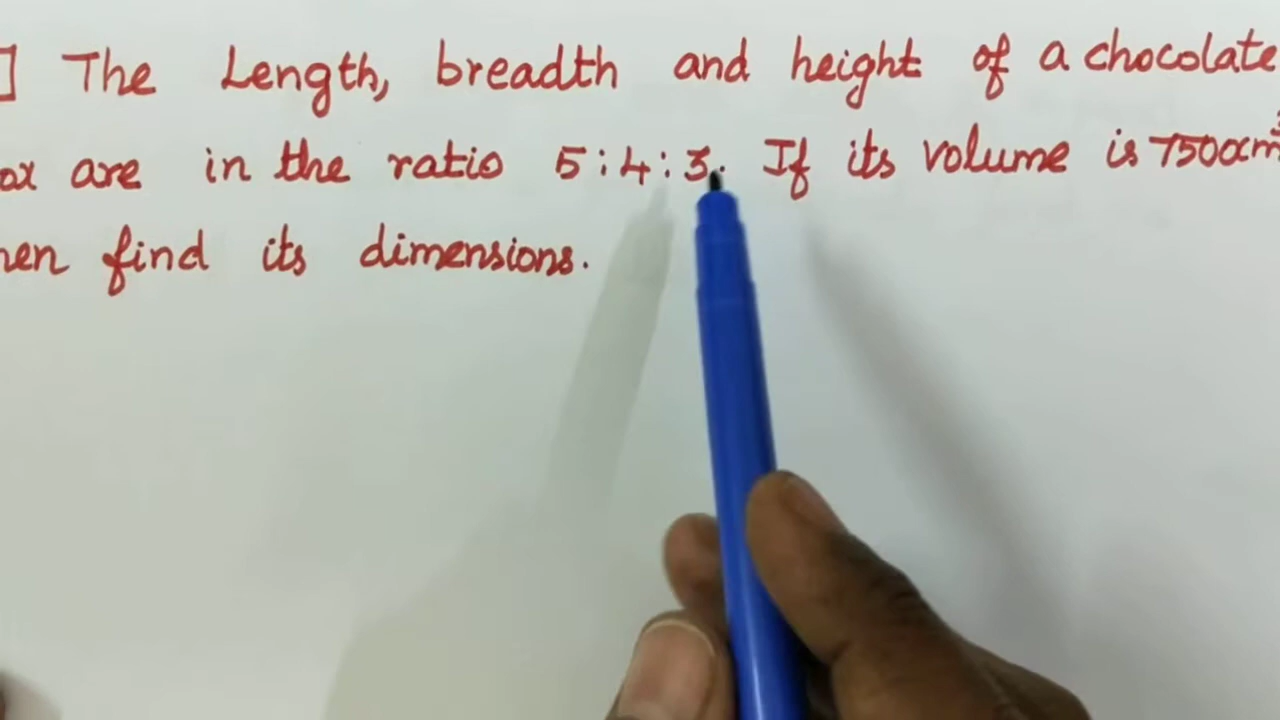 ] The Length, breadth and height of a chocolate
ox are in the ratio 5:4:3. If its volume is 7500cm³
hen find its dimensions.